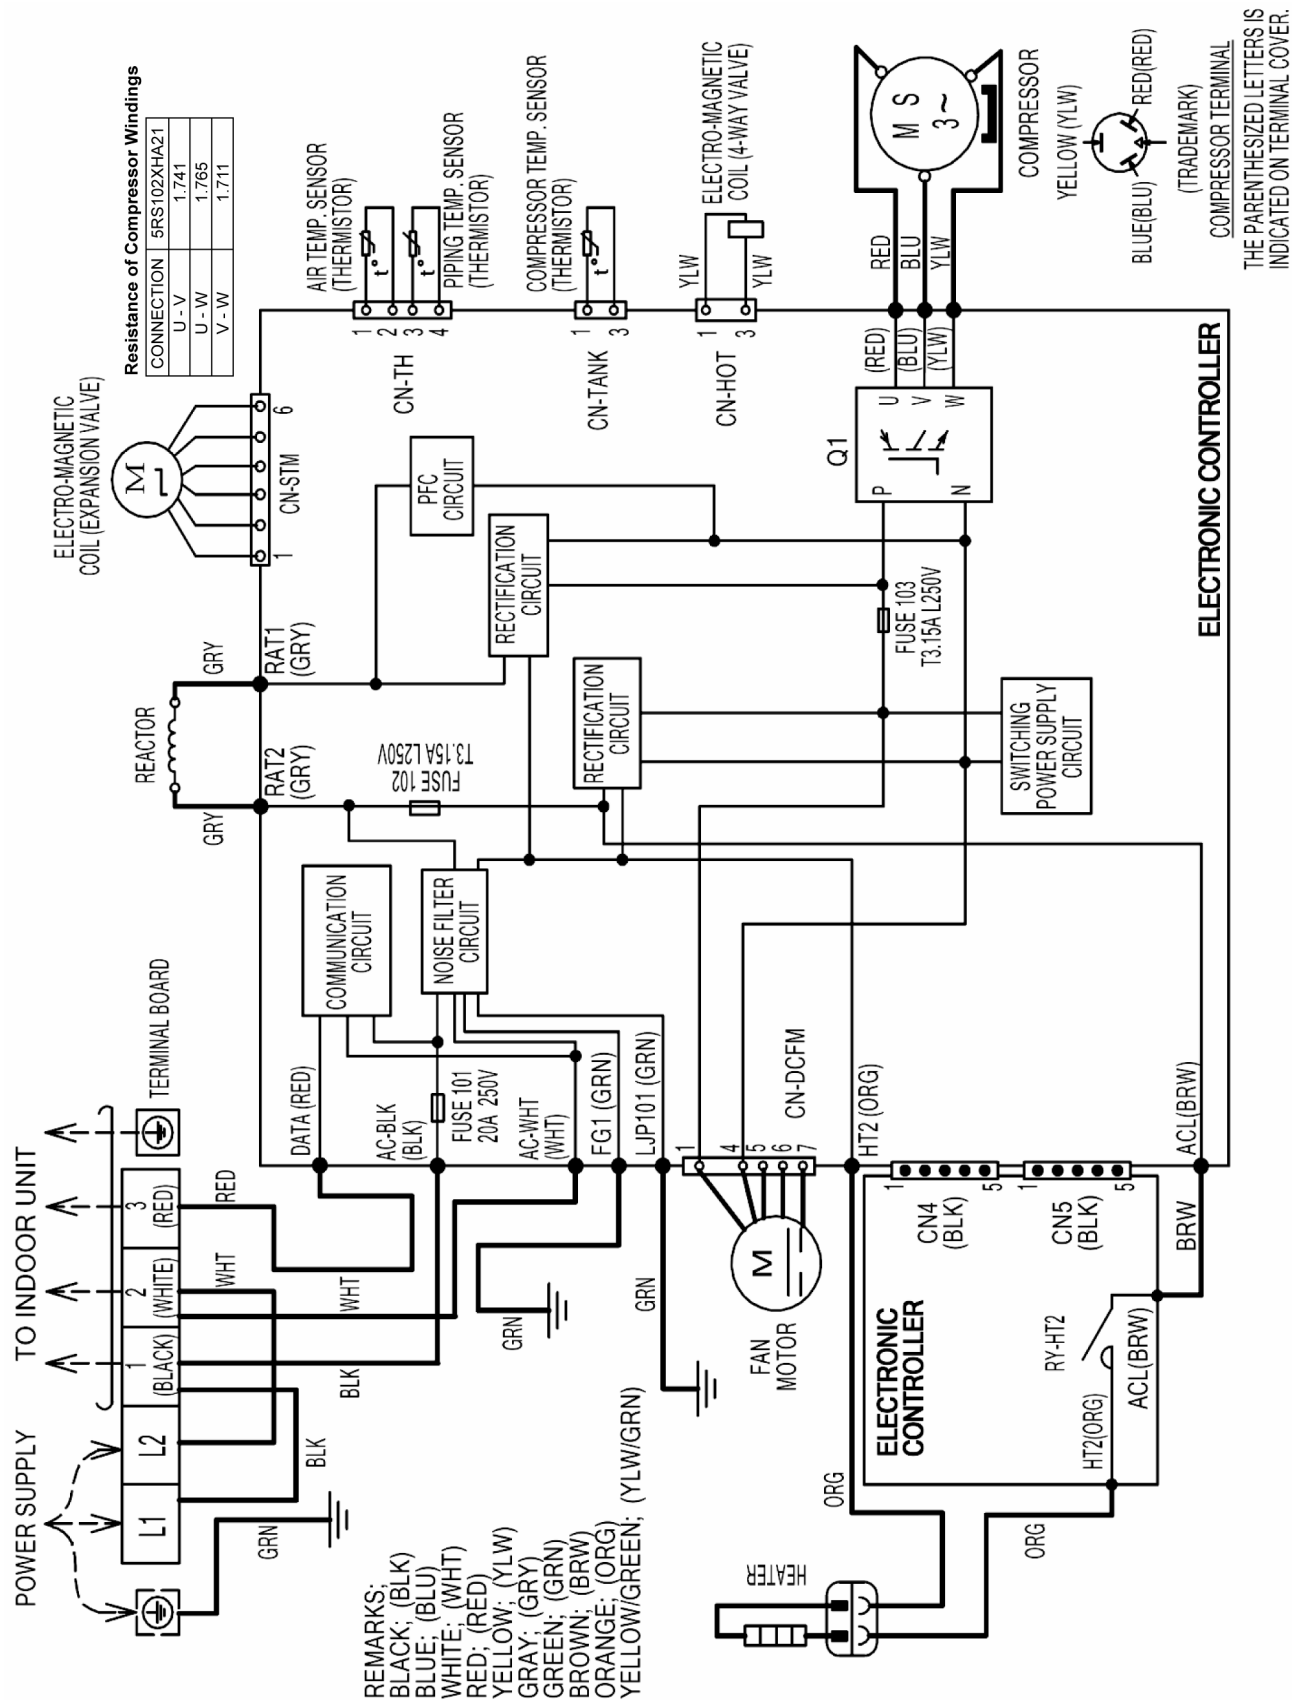 POWER SUPPLY
TO INDOOR UNIT
L1
L2
1
(BLACK)
2
(WHITE)
3
(RED)
TERMINAL BOARD
GRN
BLK
BLK
WHT
WHT
RED
GRN
GRN
REACTOR
GRY
GRY
RAT2
(GRY)
RAT1
(GRY)
ELECTRO-MAGNETIC
COIL (EXPANSION VALVE)
M
1
6
CN-STM
Resistance of Compressor Windings
CONNECTION 5RS102XHA21
U - V 1.741
U - W 1.765
V - W 1.711
DATA (RED)
AC-BLK
(BLK)
FUSE 101
20A 250V
AC-WHT
(WHT)
FG1 (GRN)
LJP101 (GRN)
COMMUNICATION
CIRCUIT
NOISE FILTER
CIRCUIT
FUSE 102
T3.15A L250V
RECTIFICATION
CIRCUIT
RECTIFICATION
CIRCUIT
PFC
CIRCUIT
AIR TEMP. SENSOR
(THERMISTOR)
t°
t°
1
2
3
4
CN-TH
PIPING TEMP. SENSOR
(THERMISTOR)
COMPRESSOR TEMP. SENSOR
(THERMISTOR)
t°
1
3
CN-TANK
ELECTRO-MAGNETIC
COIL (4-WAY VALVE)
YLW
YLW
1
3
CN-HOT
FUSE 103
T3.15A L250V
SWITCHING
POWER SUPPLY
CIRCUIT
Q1
P
N
U
V
W
(RED)
(BLU)
(YLW)
RED
BLU
YLW
M S
3~
COMPRESSOR
YELLOW (YLW)
BLUE(BLU)
RED(RED)
(TRADEMARK)
COMPRESSOR TERMINAL
THE PARENTHESIZED LETTERS IS
INDICATED ON TERMINAL COVER.
ELECTRONIC CONTROLLER
1
4
5
6
7
CN-DCFM
M
FAN
MOTOR
HT2 (ORG)
ACL(BRW)
1
5
CN4
(BLK)
1
5
CN5
(BLK)
BRW
ELECTRONIC
CONTROLLER
RY-HT2
HT2(ORG)
ACL(BRW)
ORG
ORG
HEATER
REMARKS;
BLACK; (BLK)
BLUE; (BLU)
WHITE; (WHT)
RED; (RED)
YELLOW; (YLW)
GRAY; (GRY)
GREEN; (GRN)
BROWN; (BRW)
ORANGE; (ORG)
YELLOW/GREEN; (YLW/GRN)